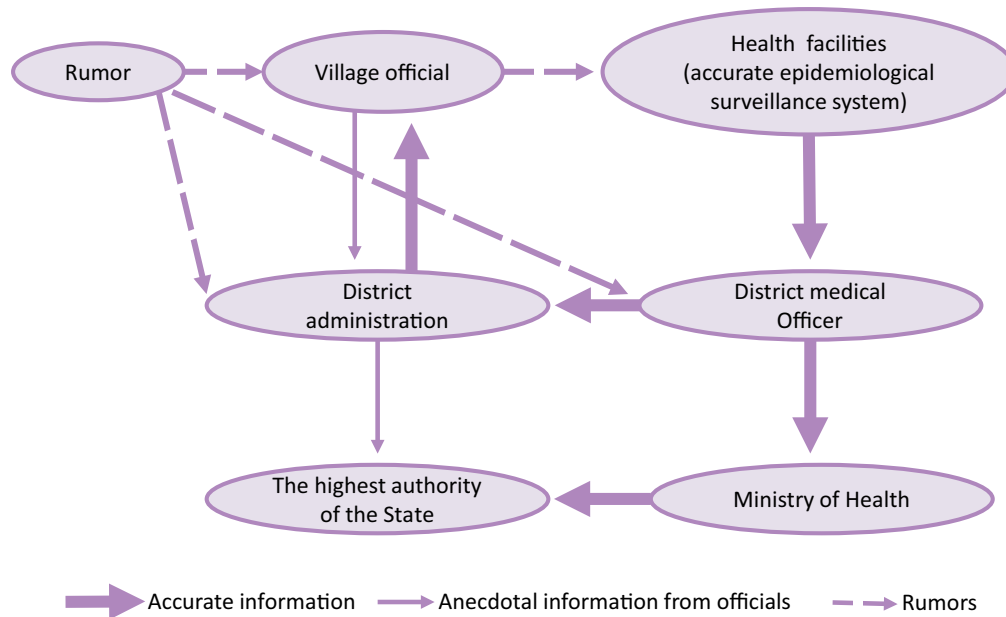 Rumor
Village official
Health facilities
(accurate epidemiological
surveillance system)
District
administration
District medical
Officer
The highest authority
of the State
Ministry of Health
Accurate information
Anecdotal information from officials
Rumors